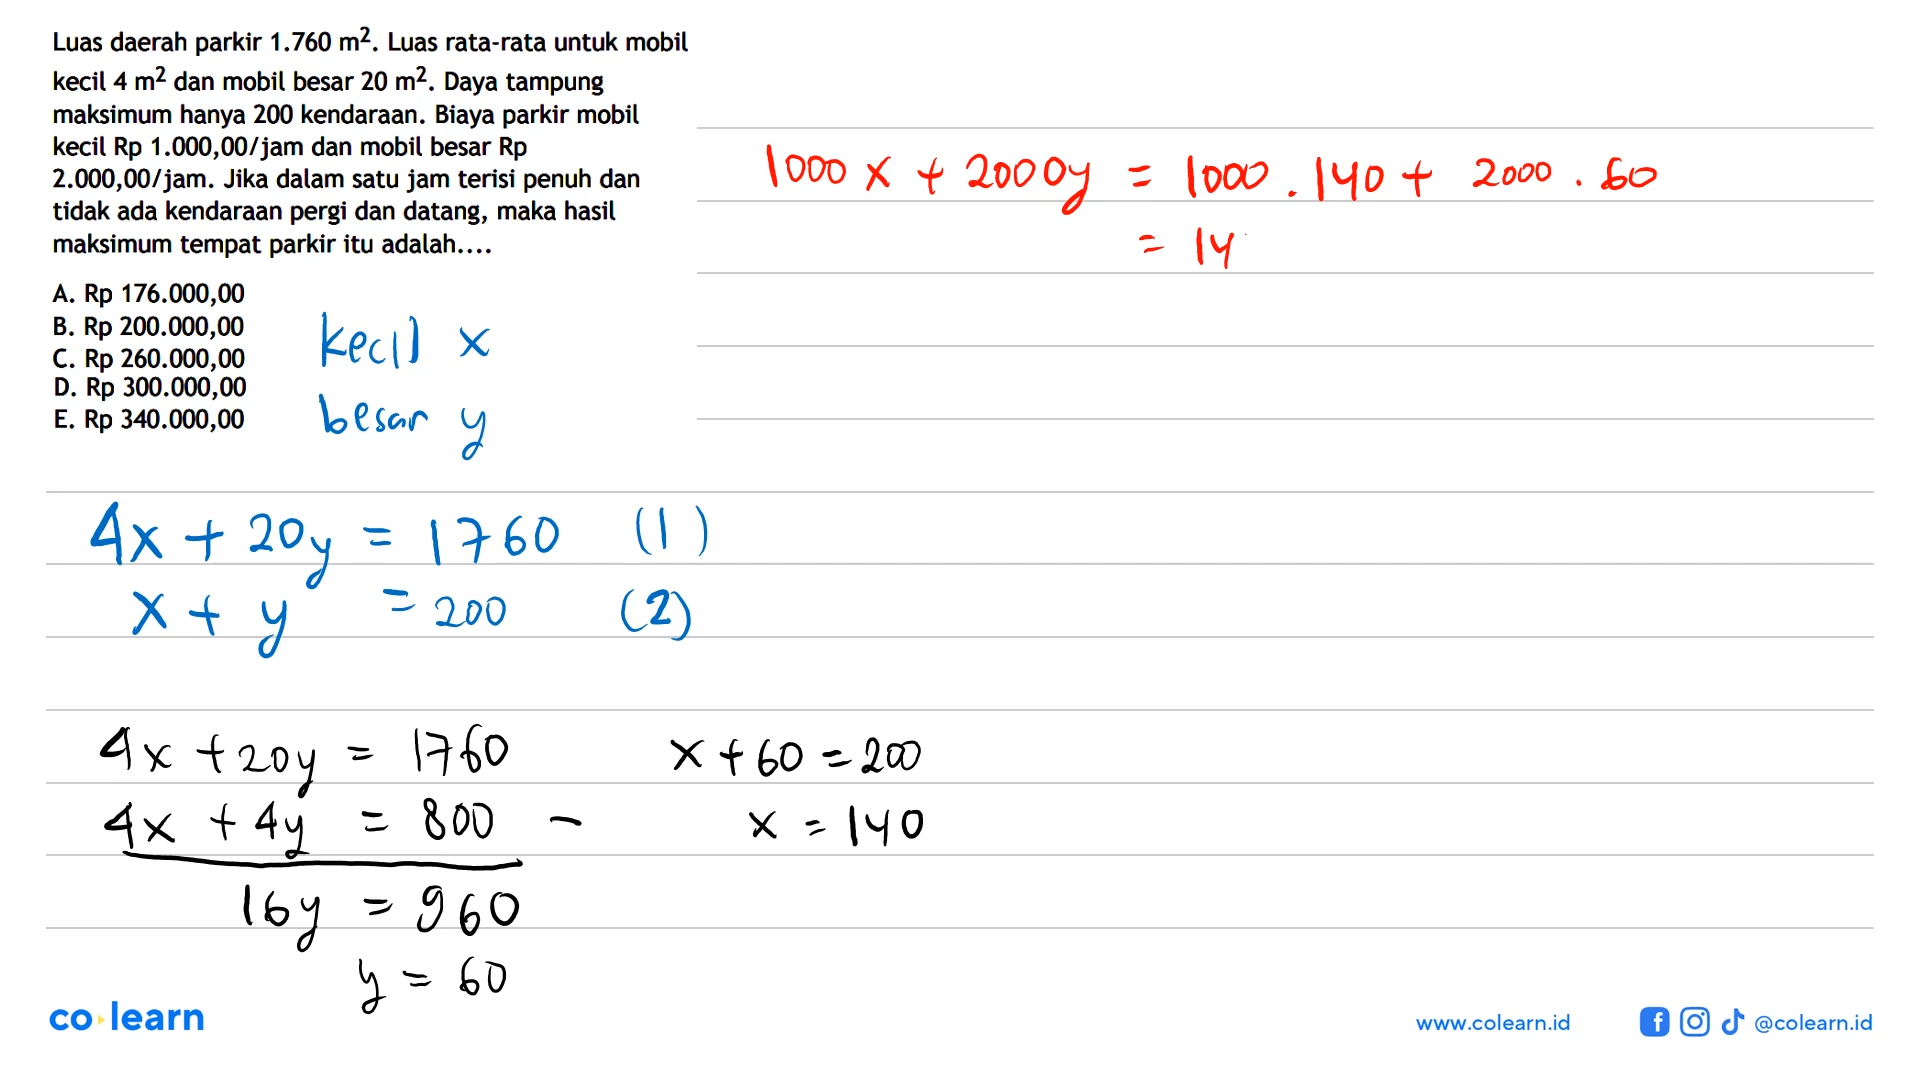 Luas daerah parkir 1.760 m². Luas rata-rata untuk mobil
kecil 4 m² dan mobil besar 20 m². Daya tampung
maksimum hanya 200 kendaraan. Biaya parkir mobil
kecil Rp 1.000,00/jam dan mobil besar Rp
2.000,00/jam. Jika dalam satu jam terisi penuh dan
tidak ada kendaraan pergi dan datang, maka hasil
maksimum tempat parkir itu adalah....
A. Rp 176.000,00
B. Rp 200.000,00
C. Rp 260.000,00
D. Rp 300.000,00
E. Rp 340.000,00
kecil x
besar y
4x + 20y = 1760 (1)
x + y = 200 (2)
4x + 20y = 1760
4x + 4y = 800 -
16y = 960
y = 60
x + 60 = 200
x = 140
1000 x + 2000y = 1000 . 140 + 2000 . 60
= 14
co learn
www.colearn.id
@colearn.id